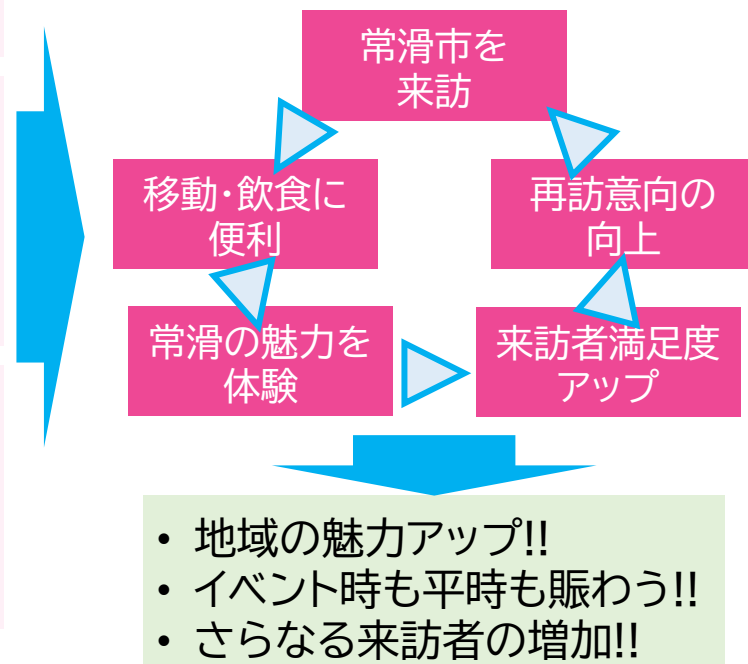 常滑市を
来訪
移動・飲食に
便利
再訪意向の
向上
常滑の魅力を
体験
来訪者満足度
アップ
• 地域の魅力アップ!!
• イベント時も平時も賑わう!!
• さらなる来訪者の増加!!